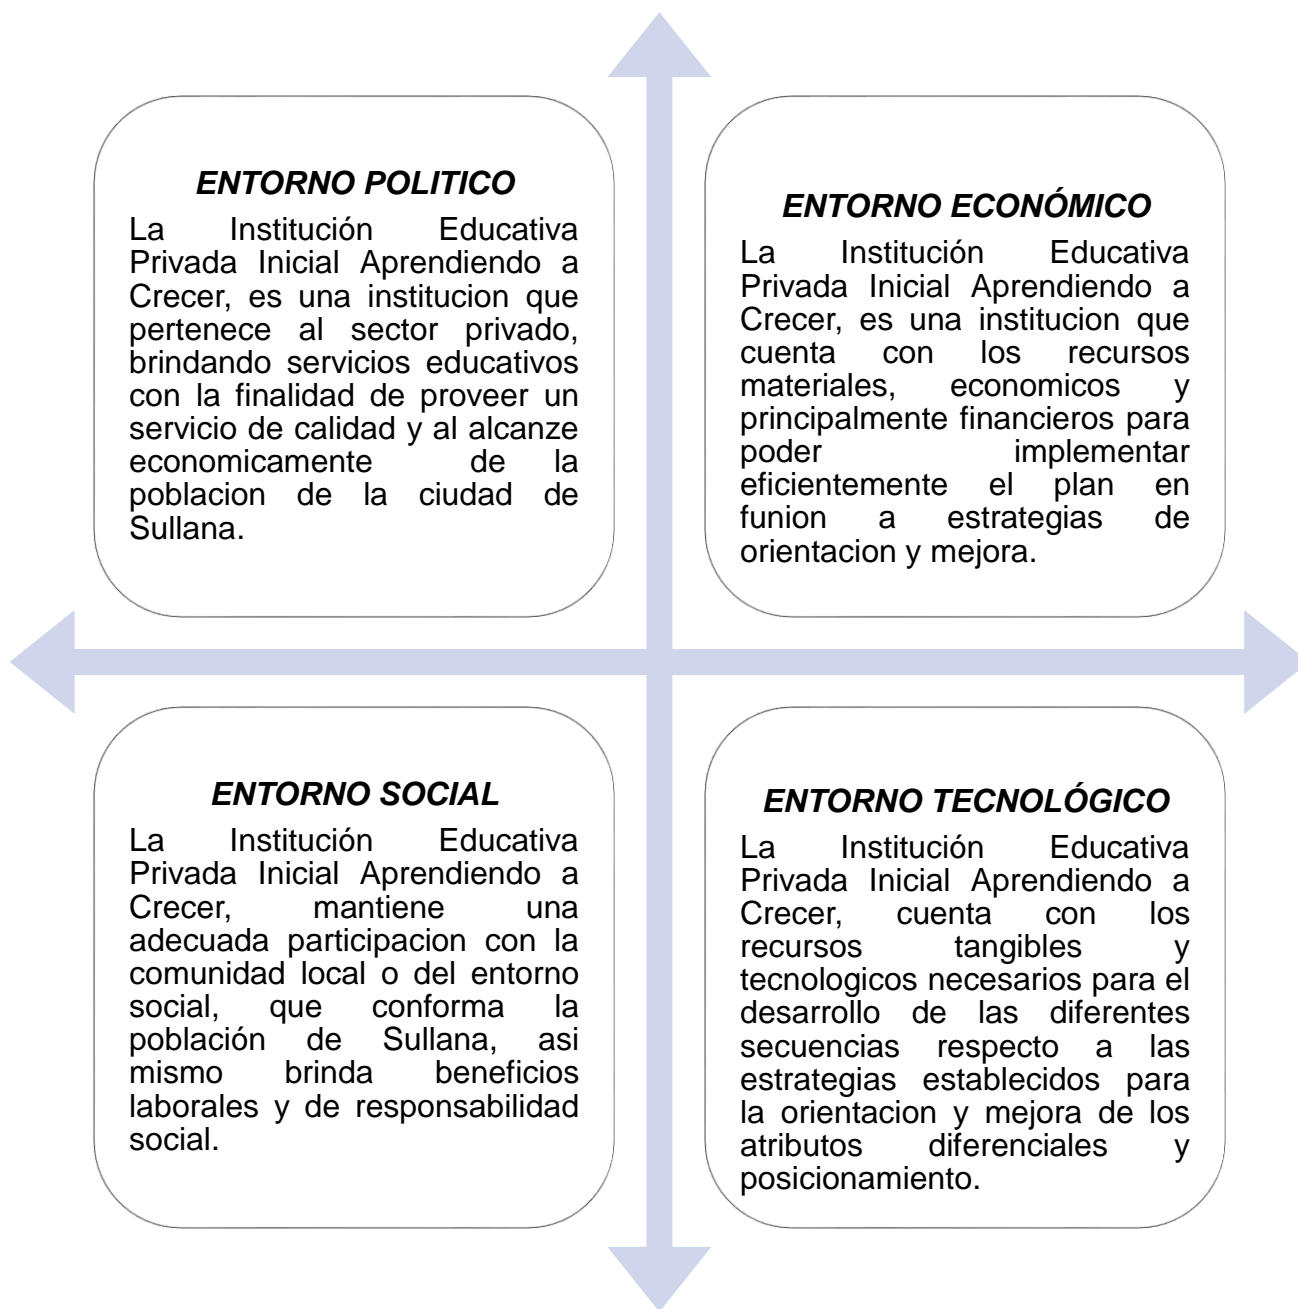 ENTORNO POLITICO
La Institución Educativa
Privada Inicial Aprendiendo a
Crecer, es una institucion que
pertenece al sector privado,
brindando servicios educativos
con la finalidad de proveer un
servicio de calidad y al alcanze
economicamente de la
poblacion de la ciudad de
Sullana.
ENTORNO ECONÓMICO
La Institución Educativa
Privada Inicial Aprendiendo a
Crecer, es una institucion que
cuenta con los recursos
materiales, economicos y
principalmente financieros para
poder implementar
eficientemente el plan en
funion a estrategias de
orientacion y mejora.
ENTORNO SOCIAL
La Institución Educativa
Privada Inicial Aprendiendo a
Crecer, mantiene una
adecuada participacion con la
comunidad local o del entorno
social, que conforma la
población de Sullana, asi
mismo brinda beneficios
laborales y de responsabilidad
social.
ENTORNO TECNOLÓGICO
La Institución Educativa
Privada Inicial Aprendiendo a
Crecer, cuenta con los
recursos tangibles y
tecnologicos necesarios para el
desarrollo de las diferentes
secuencias respecto a las
estrategias establecidos para
la orientacion y mejora de los
atributos diferenciales y
posicionamiento.